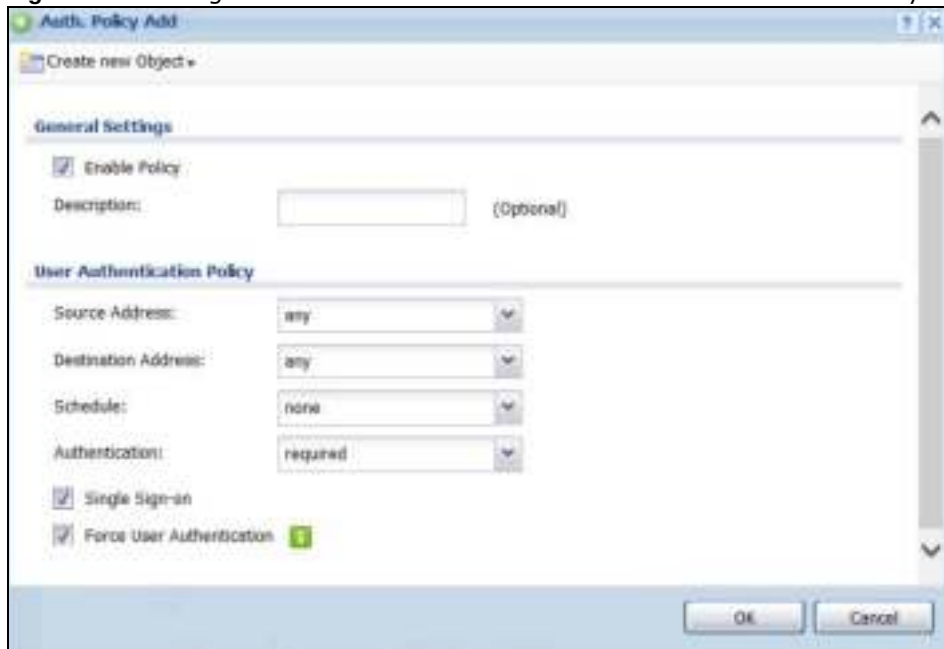 Auth. Policy Add
Create new Object
General Settings
Enable Policy
Description:
(Optional)
User Authentication Policy
Source Address: any
Destination Address: any
Schedule: none
Authentication: required
Single Sign-on
Force User Authentication
OK Cancel